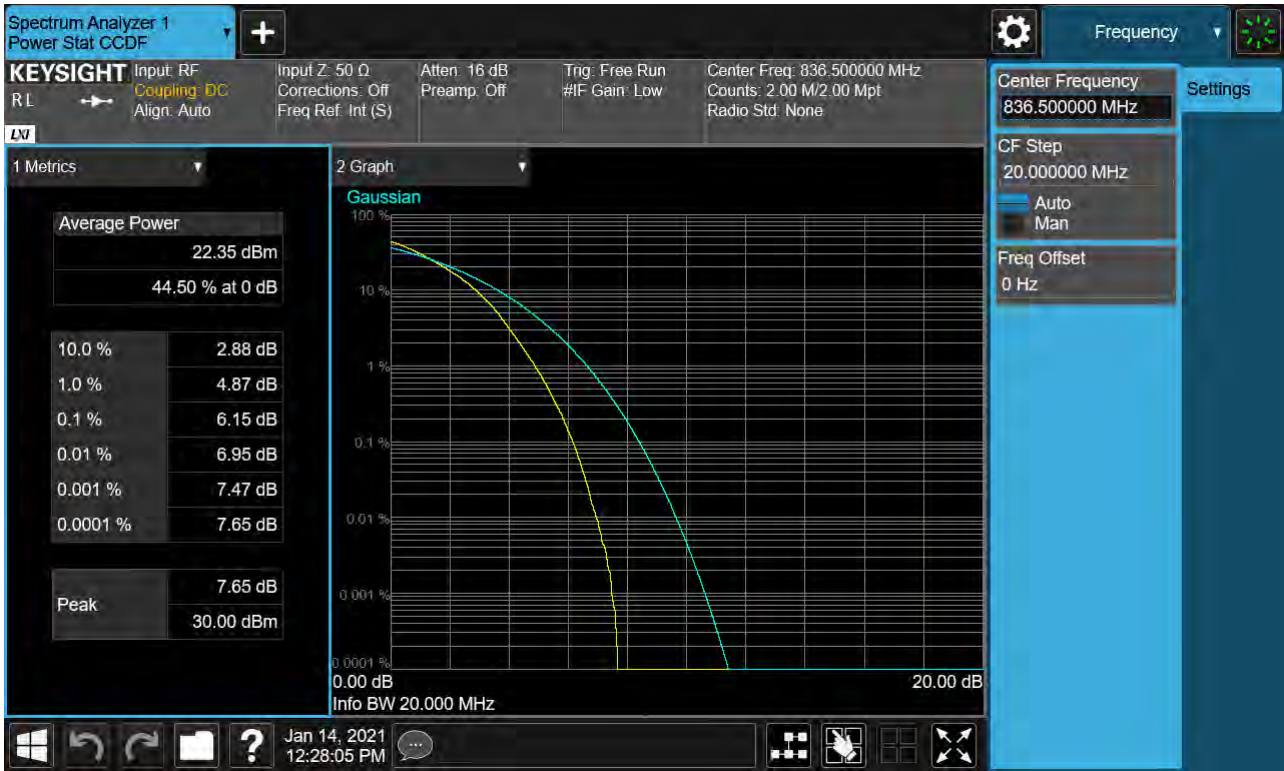 Spectrum Analyzer 1
Power Stat CCDF
+
Frequency
KEYSIGHT
R L
LXI
Input: RF
Coupling: DC
Align: Auto
Input Z: 50 Ω
Corrections: Off
Freq Ref: Int (S)
Atten: 16 dB
Preamp: Off
Trig: Free Run
#IF Gain: Low
Center Freq: 836.500000 MHz
Counts: 2.00 M/2.00 Mpt
Radio Std: None
Center Frequency
836.500000 MHz
Settings
CF Step
20.000000 MHz
Auto
Man
Freq Offset
0 Hz
1 Metrics
Average Power
22.35 dBm
44.50 % at 0 dB
10.0 % 2.88 dB
1.0 % 4.87 dB
0.1 % 6.15 dB
0.01 % 6.95 dB
0.001 % 7.47 dB
0.0001 % 7.65 dB
Peak
7.65 dB
30.00 dBm
2 Graph
Gaussian
100 %
10 %
1 %
0.1 %
0.01 %
0.001 %
0.0001 %
0.00 dB 20.00 dB
Info BW 20.000 MHz
?
Jan 14, 2021
12:28:05 PM